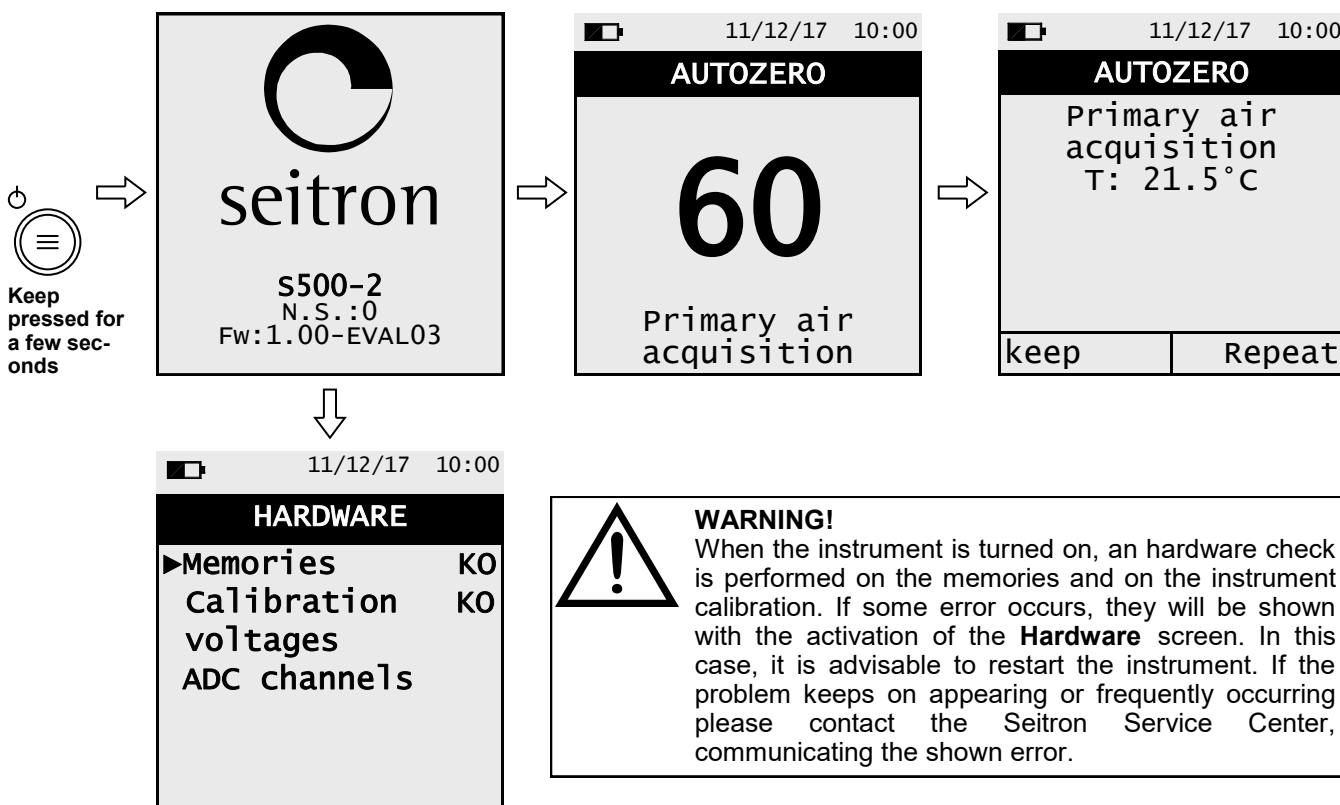 Keep
pressed for
a few sec-
onds
seitron
S500-2
N.S.:0
Fw:1.00-EVAL03
11/12/17 10:00
AUTOZERO
60
Primary air
acquisition
11/12/17 10:00
AUTOZERO
Primary air
acquisition
T: 21.5°C
keep Repeat
11/12/17 10:00
HARDWARE
Memories KO
Calibration KO
voltages
ADC channels
WARNING!
When the instrument is turned on, an hardware check
is performed on the memories and on the instrument
calibration. If some error occurs, they will be shown
with the activation of the Hardware screen. In this
case, it is advisable to restart the instrument. If the
problem keeps on appearing or frequently occurring
please contact the Seitron Service Center,
communicating the shown error.